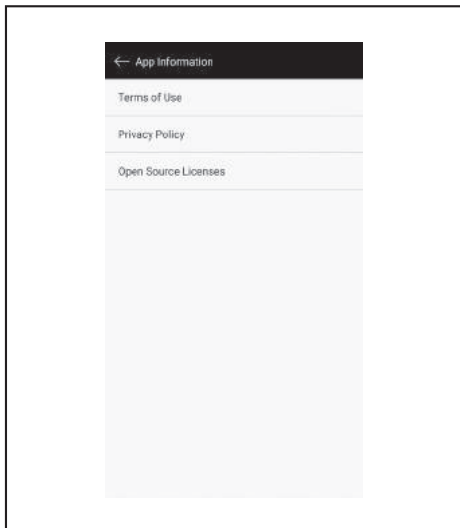 App Information
Terms of Use
Privacy Policy
Open Source Licenses